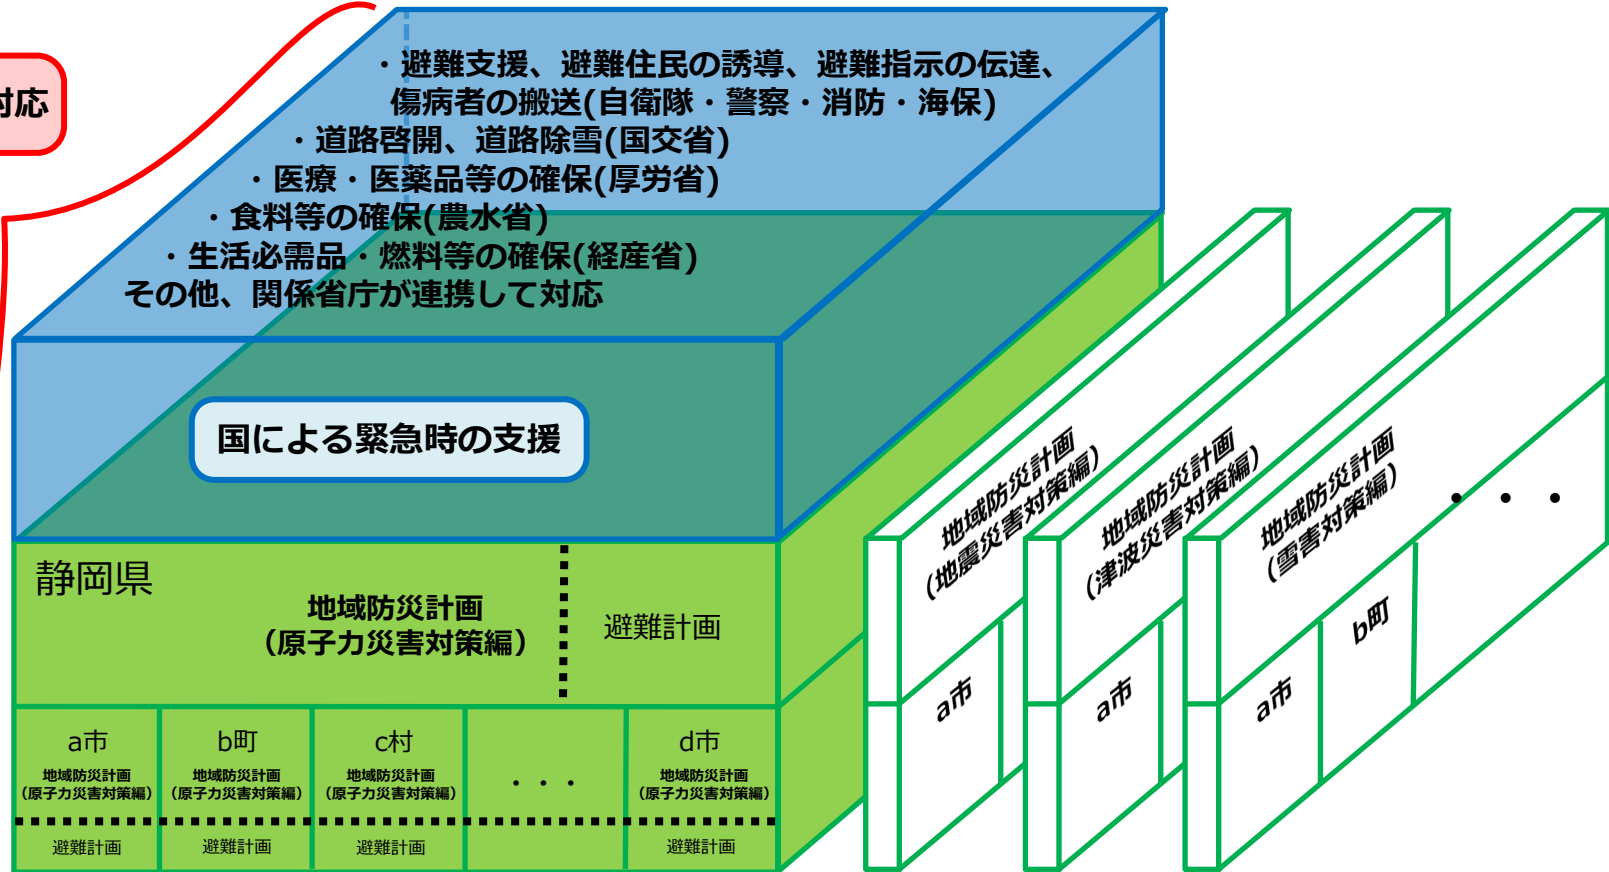 対応
・避難支援、避難住民の誘導、避難指示の伝達、
傷病者の搬送(自衛隊・警察・消防・海保)
・道路啓開、道路除雪(国交省)
・医療・医薬品等の確保(厚労省)
・食料等の確保(農水省)
・生活必需品・燃料等の確保(経産省)
その他、関係省庁が連携して対応
国による緊急時の支援
静岡県
地域防災計画
（原子力災害対策編）
避難計画
a市
地域防災計画
（原子力災害対策編）
避難計画
b町
地域防災計画
（原子力災害対策編）
避難計画
c村
地域防災計画
（原子力災害対策編）
避難計画
・・・
d市
地域防災計画
（原子力災害対策編）
避難計画
地域防災計画
（地震災害対策編）
a市
地域防災計画
（津波災害対策編）
a市
地域防災計画
（雪害対策編）
a市
b町
・・・